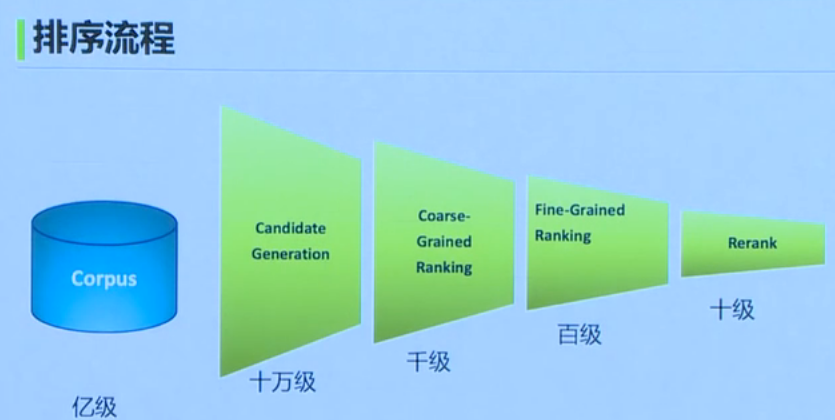 排序流程
Corpus
亿级
Candidate
Generation
十万级
Coarse-
Grained
Ranking
千级
Fine-Grained
Ranking
百级
Rerank
十级